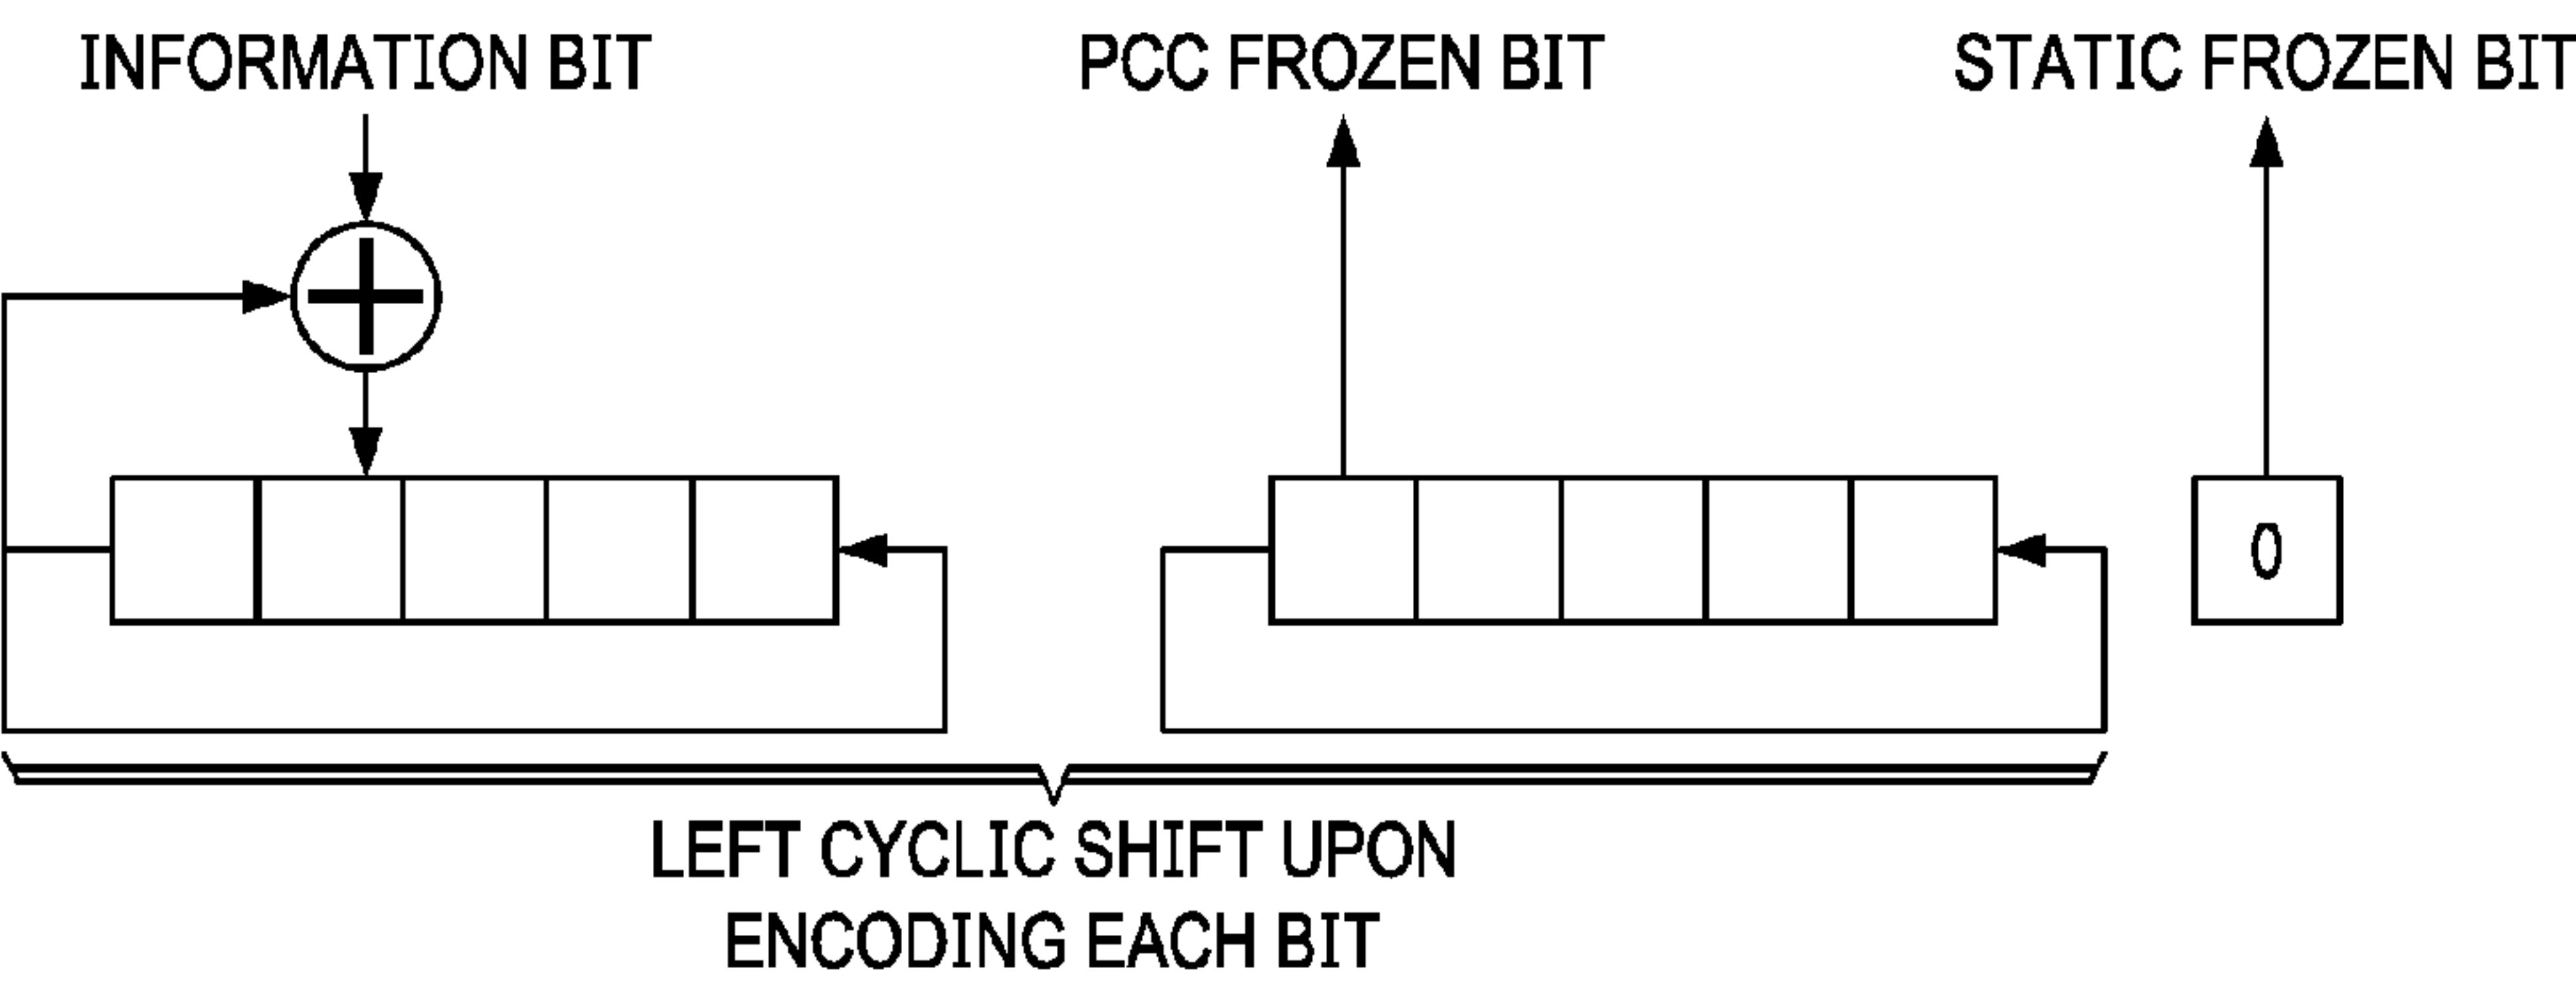 INFORMATION BIT
PCC FROZEN BIT
STATIC FROZEN BIT
0
LEFT CYCLIC SHIFT UPON
ENCODING EACH BIT